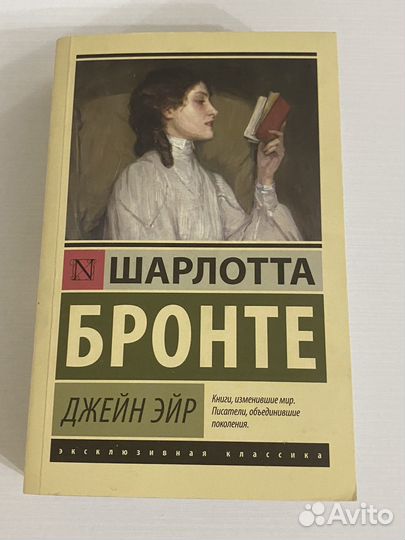 N ШАРЛОТТА
БРОНТЕ
ДЖЕЙН ЭЙР
Книги, изменившие мир.
Писатели, объединившие
поколения.
эксклюзивная классика
Avito